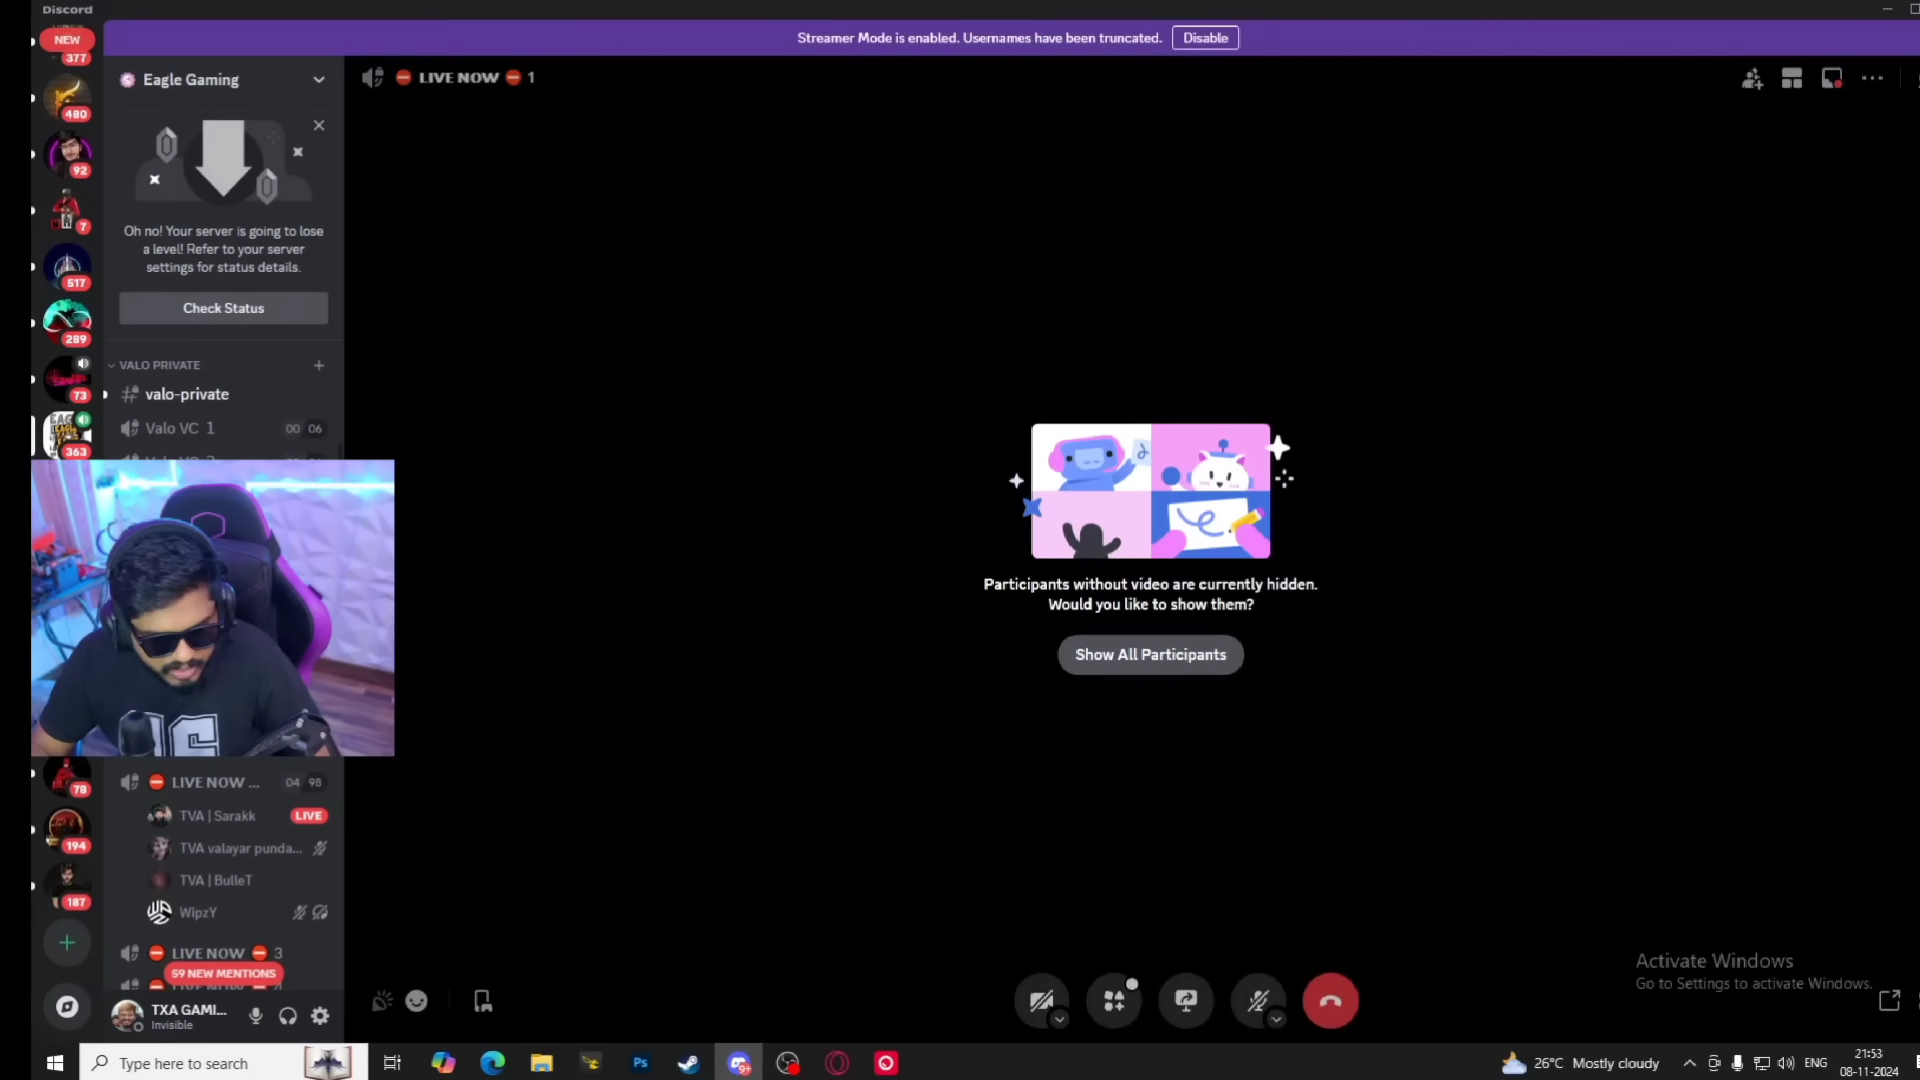 Discord
NEW
377
Streamer Mode is enabled. Usernames have been truncated.
Disable
Eagle Gaming
LIVE NOW
1
480
92
7
517
289
73
363
Oh no! Your server is going to lose
a level! Refer to your server
settings for status details.
Check Status
VALO PRIVATE
valo-private
Valo VC 1
00 06
Participants without video are currently hidden.
Would you like to show them?
Show All Participants
78
194
187
LIVE NOW ...
04 98
TVA | Sarakk
LIVE
TVA valayar punda...
TVA | BulleT
WipzY
LIVE NOW
3
59 NEW MENTIONS
TXA GAMI...
Invisible
Activate Windows
Go to Settings to activate Windows.
Type here to search
Ps
9+
26°C Mostly cloudy
ENG
21:53
08-11-2024